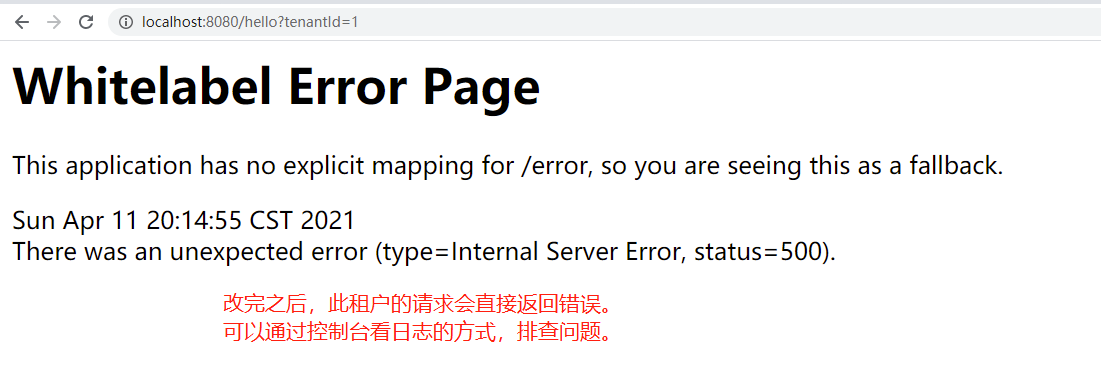 localhost:8080/hello?tenantId=1
Whitelabel Error Page
This application has no explicit mapping for /error, so you are seeing this as a fallback.
Sun Apr 11 20:14:55 CST 2021
There was an unexpected error (type=Internal Server Error, status=500).
改完之后，此租户的请求会直接返回错误。
可以通过控制台看日志的方式，排查问题。